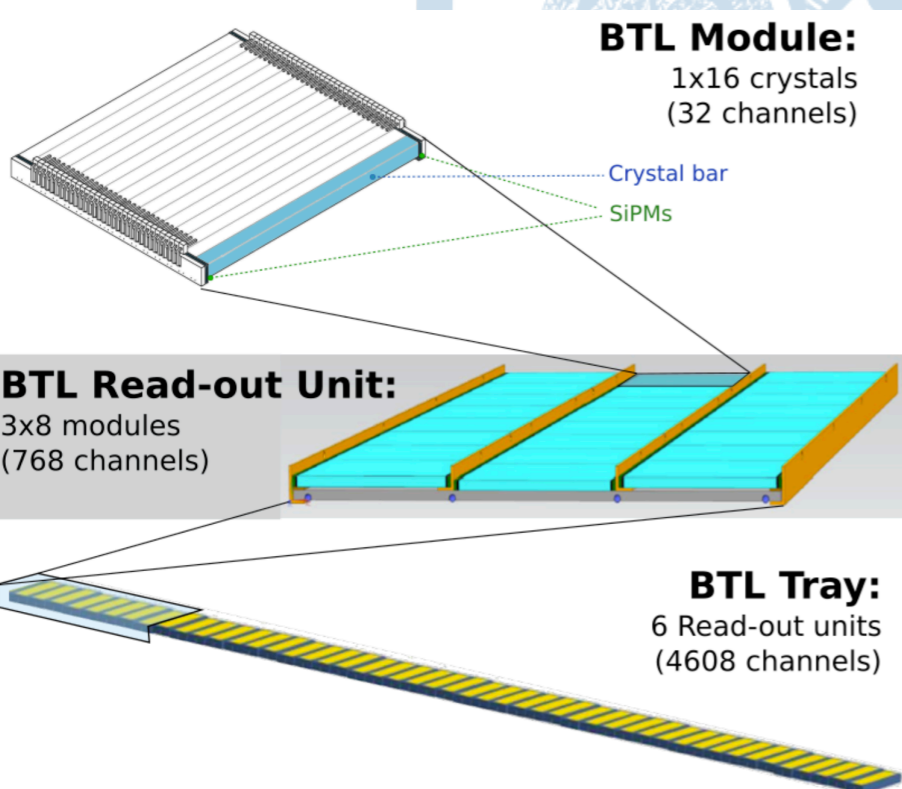 BTL Module:
1x16 crystals
(32 channels)
Crystal bar
SiPMs
BTL Read-out Unit:
3x8 modules
(768 channels)
BTL Tray:
6 Read-out units
(4608 channels)